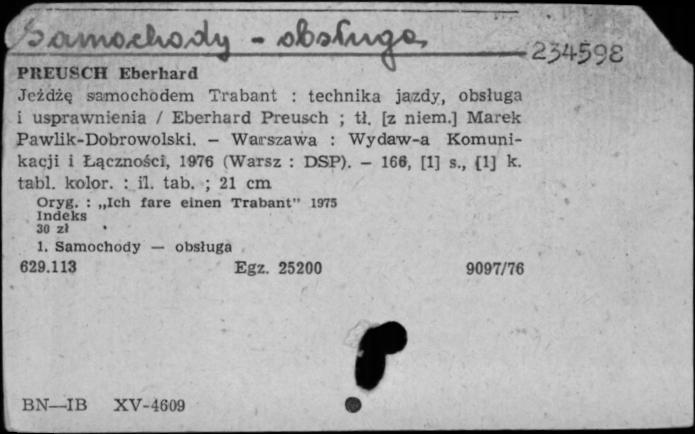 Samochody - obsługa
234598
PREUSCH Eberhard
Jeżdżę samochodem Trabant : technika jazdy, obsługa
i usprawnienia / Eberhard Preusch ; tł. [z niem.] Marek
Pawlik-Dobrowolski. — Warszawa : Wydaw-a Komuni-
kacji i Łączności, 1976 (Warsz : DSP). — 166, [1] s., [1] k.
tabl. kolor. : il. tab. ; 21 cm
Oryg. : „Ich fare einen Trabant" 1975
Indeks
30 zł
1. Samochody — obsługa
629.113 Egz. 25200 9097/76
BN—IB XV-4609